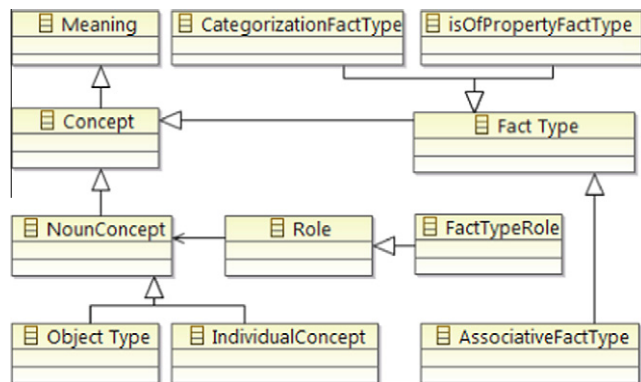 Meaning
CategorizationFactType
isOfPropertyFactType
Concept
Fact Type
NounConcept
Role
FactTypeRole
Object Type
IndividualConcept
AssociativeFactType